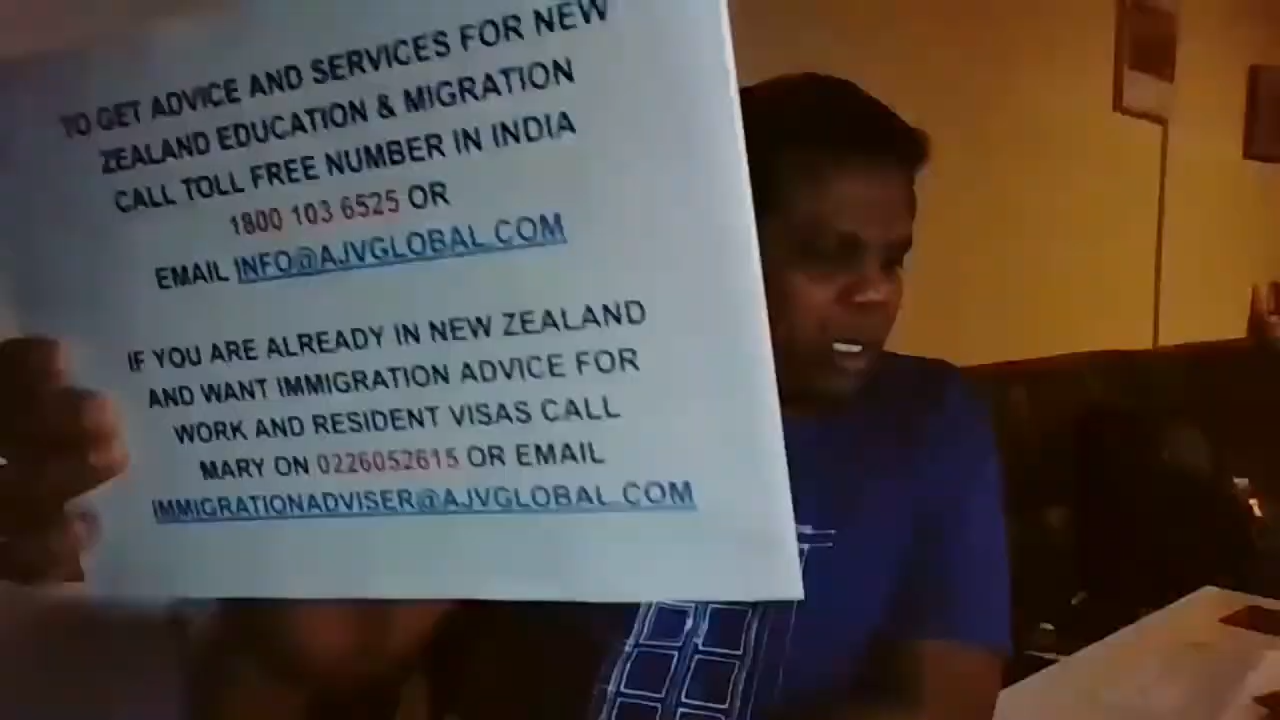 TO GET ADVICE AND SERVICES FOR NEW
ZEALAND EDUCATION & MIGRATION
CALL TOLL FREE NUMBER IN INDIA
1800 103 6525 OR
EMAIL INFO@AJVGLOBAL.COM
IF YOU ARE ALREADY IN NEW ZEALAND
AND WANT IMMIGRATION ADVICE FOR
WORK AND RESIDENT VISAS CALL
MARY ON 0226052615 OR EMAIL
IMMIGRATIONADVISER@AJVGLOBAL.COM